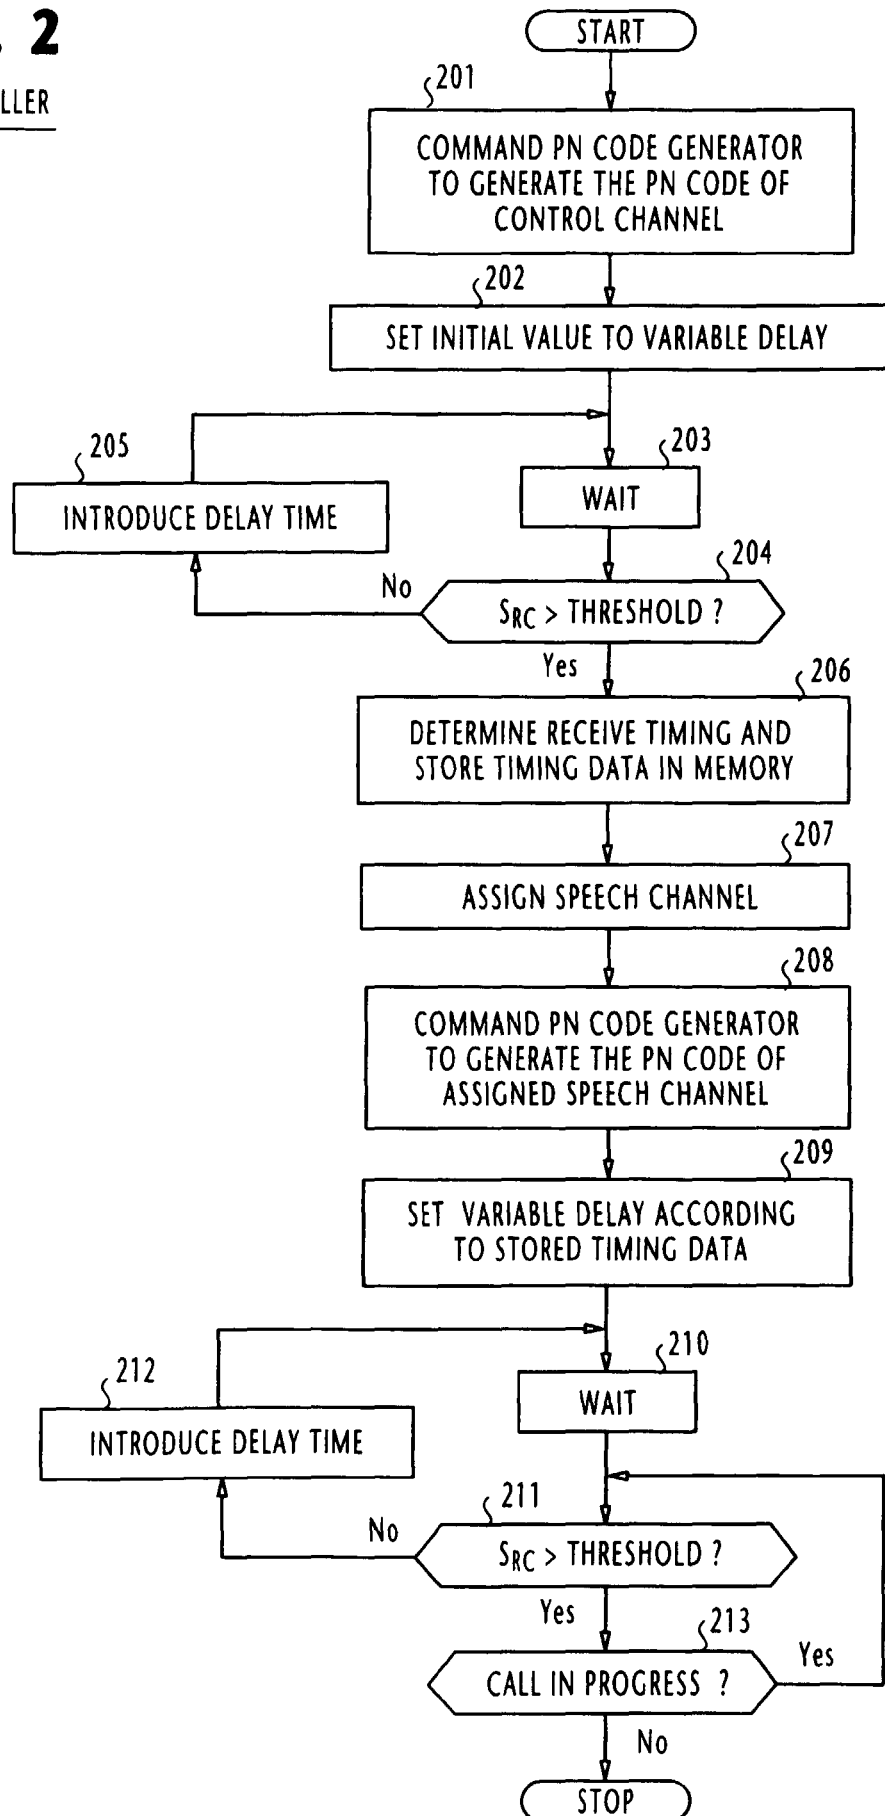 . 2
LLER
START
201
COMMAND PN CODE GENERATOR
TO GENERATE THE PN CODE OF
CONTROL CHANNEL
202
SET INITIAL VALUE TO VARIABLE DELAY
205
INTRODUCE DELAY TIME
203
WAIT
204
No
SRC > THRESHOLD ?
Yes
206
DETERMINE RECEIVE TIMING AND
STORE TIMING DATA IN MEMORY
207
ASSIGN SPEECH CHANNEL
208
COMMAND PN CODE GENERATOR
TO GENERATE THE PN CODE OF
ASSIGNED SPEECH CHANNEL
209
SET VARIABLE DELAY ACCORDING
TO STORED TIMING DATA
212
INTRODUCE DELAY TIME
210
WAIT
211
No
SRC > THRESHOLD ?
Yes
213
CALL IN PROGRESS ?
Yes
No
STOP